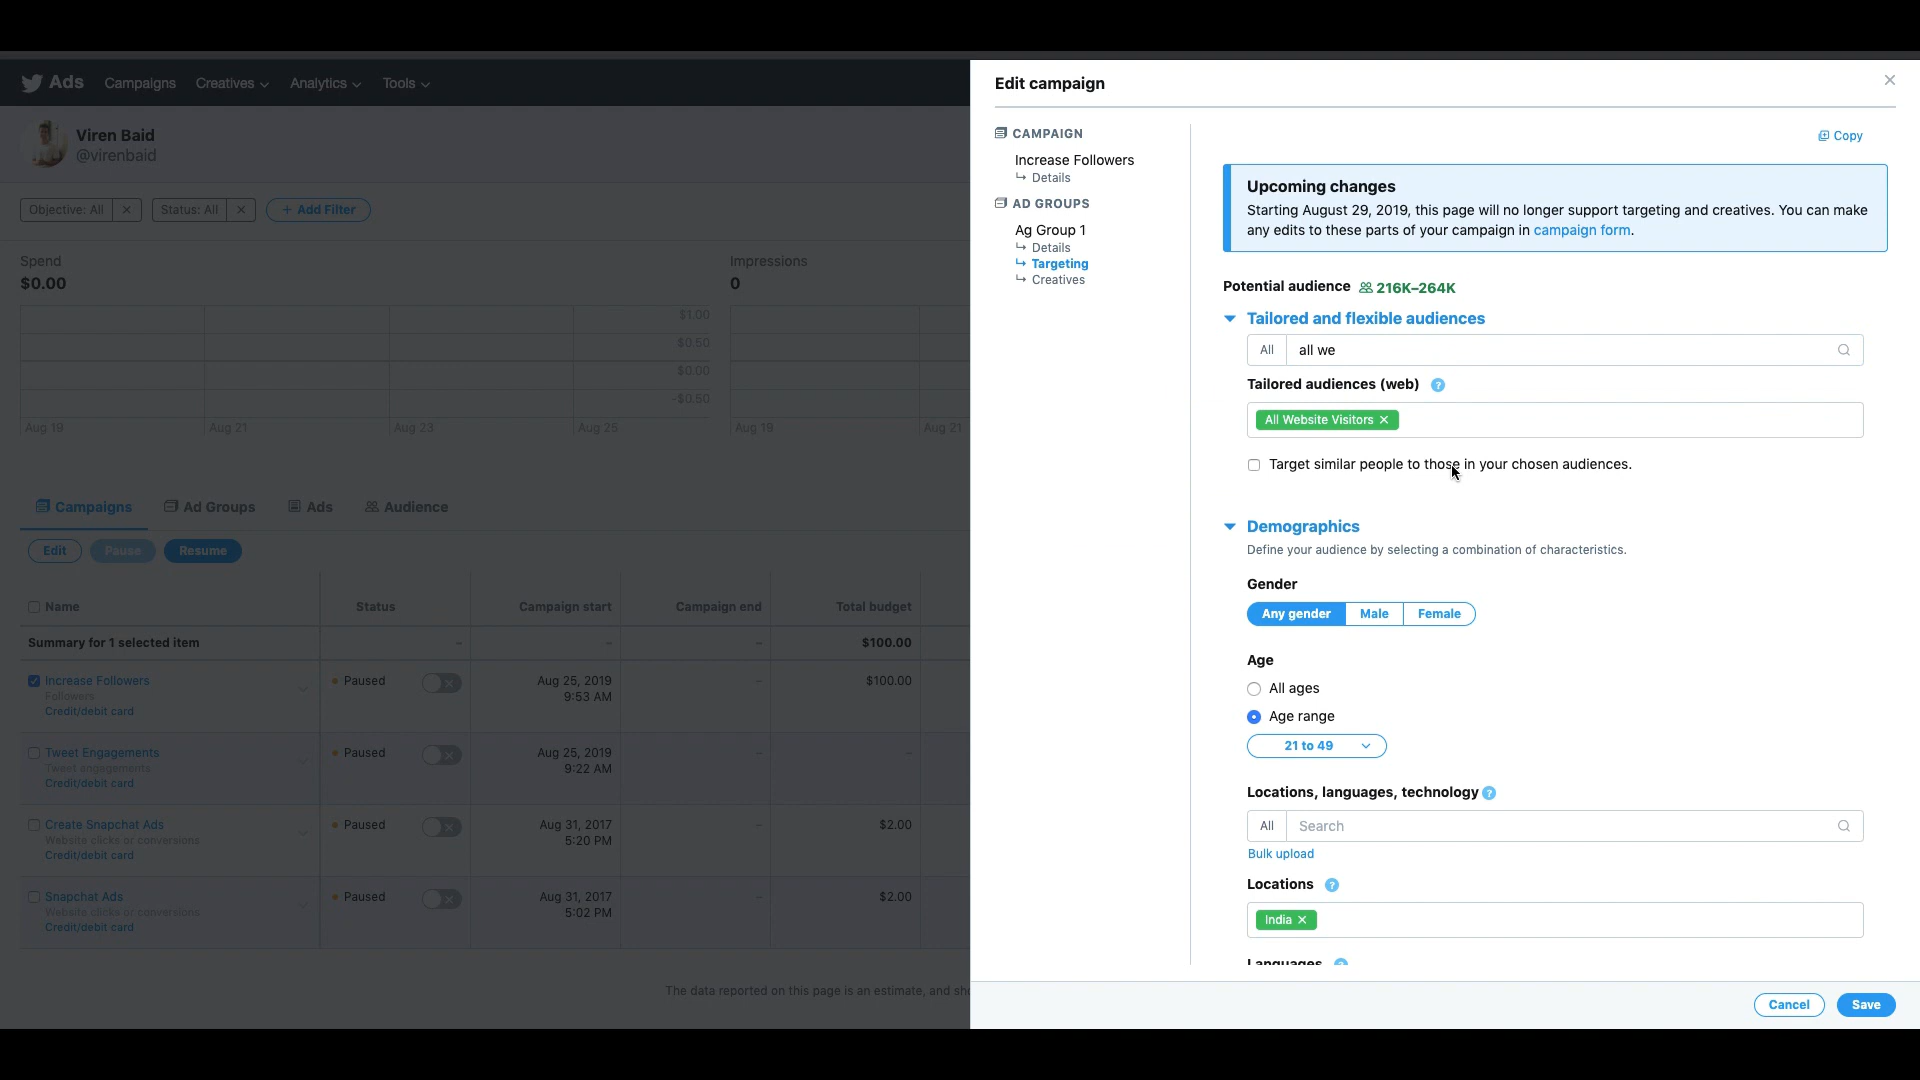 Ads Campaigns Creatives Analytics Tools
Viren Baid
@virenbaid
Objective: All
Status: All
+ Add Filter
Spend
$0.00
$1.00
$0.50
$0.00
-$0.50
Aug 19 Aug 21 Aug 23 Aug 25
Impressions
0
Aug 19 Aug 21
Campaigns Ad Groups Ads Audience
Edit Pause Resume
Name Status Campaign start Campaign end Total budget
Summary for 1 selected item – – – $100.00
Increase Followers Paused Aug 25, 2019 – $100.00
Followers 9:53 AM
Credit/debit card
Tweet Engagements Paused Aug 25, 2019 – –
Tweet engagements 9:22 AM
Credit/debit card
Create Snapchat Ads Paused Aug 31, 2017 – $2.00
Website clicks or conversions 5:20 PM
Credit/debit card
Snapchat Ads Paused Aug 31, 2017 – $2.00
Website clicks or conversions 5:02 PM
Credit/debit card
The data reported on this page is an estimate, and
Edit campaign
CAMPAIGN
Increase Followers
Details
AD GROUPS
Ag Group 1
Details
Targeting
Creatives
Copy
Upcoming changes
Starting August 29, 2019, this page will no longer support targeting and creatives. You can make
any edits to these parts of your campaign in campaign form.
Potential audience 216K–264K
Tailored and flexible audiences
All all we
Tailored audiences (web) ?
All Website Visitors
Target similar people to those in your chosen audiences.
Demographics
Define your audience by selecting a combination of characteristics.
Gender
Any gender Male Female
Age
All ages
Age range
21 to 49
Locations, languages, technology ?
All Search
Bulk upload
Locations ?
India
Languages
Cancel Save